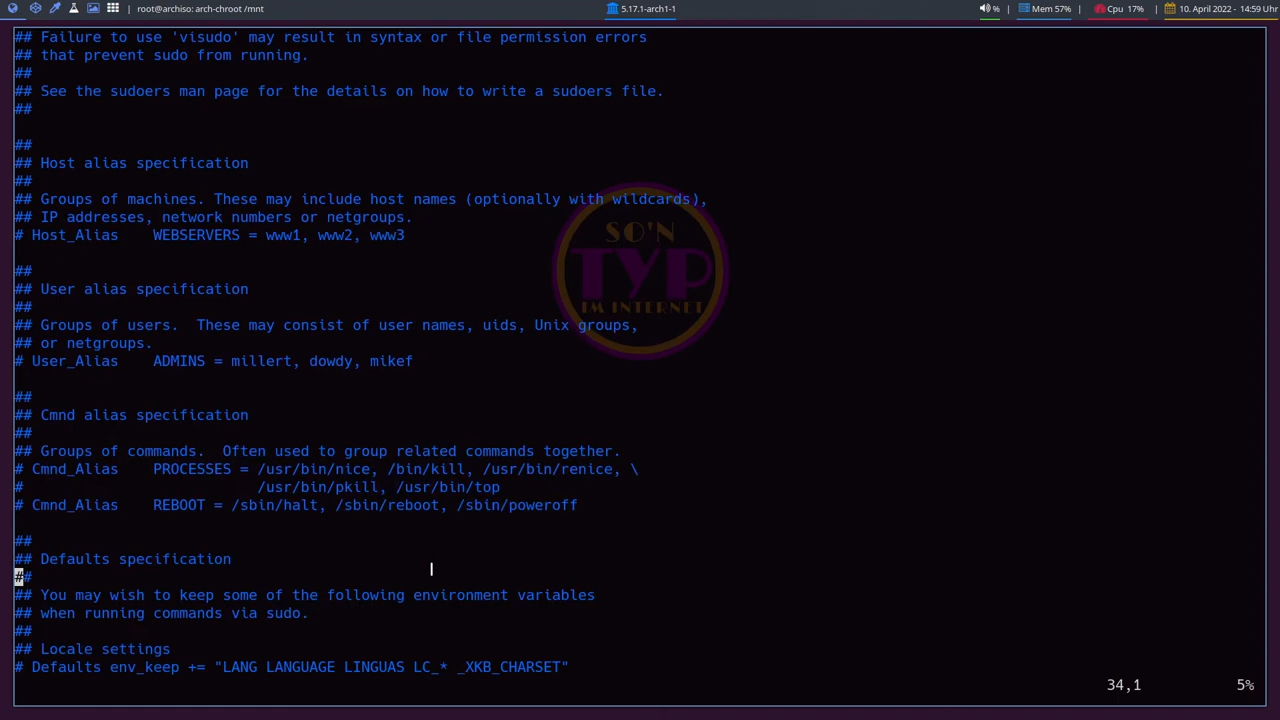 root@archiso: arch-chroot /mnt
5.17.1-arch1-1
%
Mem 57%
Cpu 17%
10. April 2022 - 14:59 Uhr
## Failure to use 'visudo' may result in syntax or file permission errors
## that prevent sudo from running.
##
## See the sudoers man page for the details on how to write a sudoers file.
##
##
## Host alias specification
##
## Groups of machines. These may include host names (optionally with wildcards),
## IP addresses, network numbers or netgroups.
# Host_Alias    WEBSERVERS = www1, www2, www3
##
## User alias specification
##
## Groups of users.  These may consist of user names, uids, Unix groups,
## or netgroups.
# User_Alias    ADMINS = millert, dowdy, mikef
##
## Cmnd alias specification
##
## Groups of commands.  Often used to group related commands together.
# Cmnd_Alias    PROCESSES = /usr/bin/nice, /bin/kill, /usr/bin/renice, \
#                           /usr/bin/pkill, /usr/bin/top
# Cmnd_Alias    REBOOT = /sbin/halt, /sbin/reboot, /sbin/poweroff
##
## Defaults specification
##
## You may wish to keep some of the following environment variables
## when running commands via sudo.
##
## Locale settings
# Defaults env_keep += "LANG LANGUAGE LINGUAS LC_* _XKB_CHARSET"
34,1 5%
SO'N
TYP
IM INTERNET